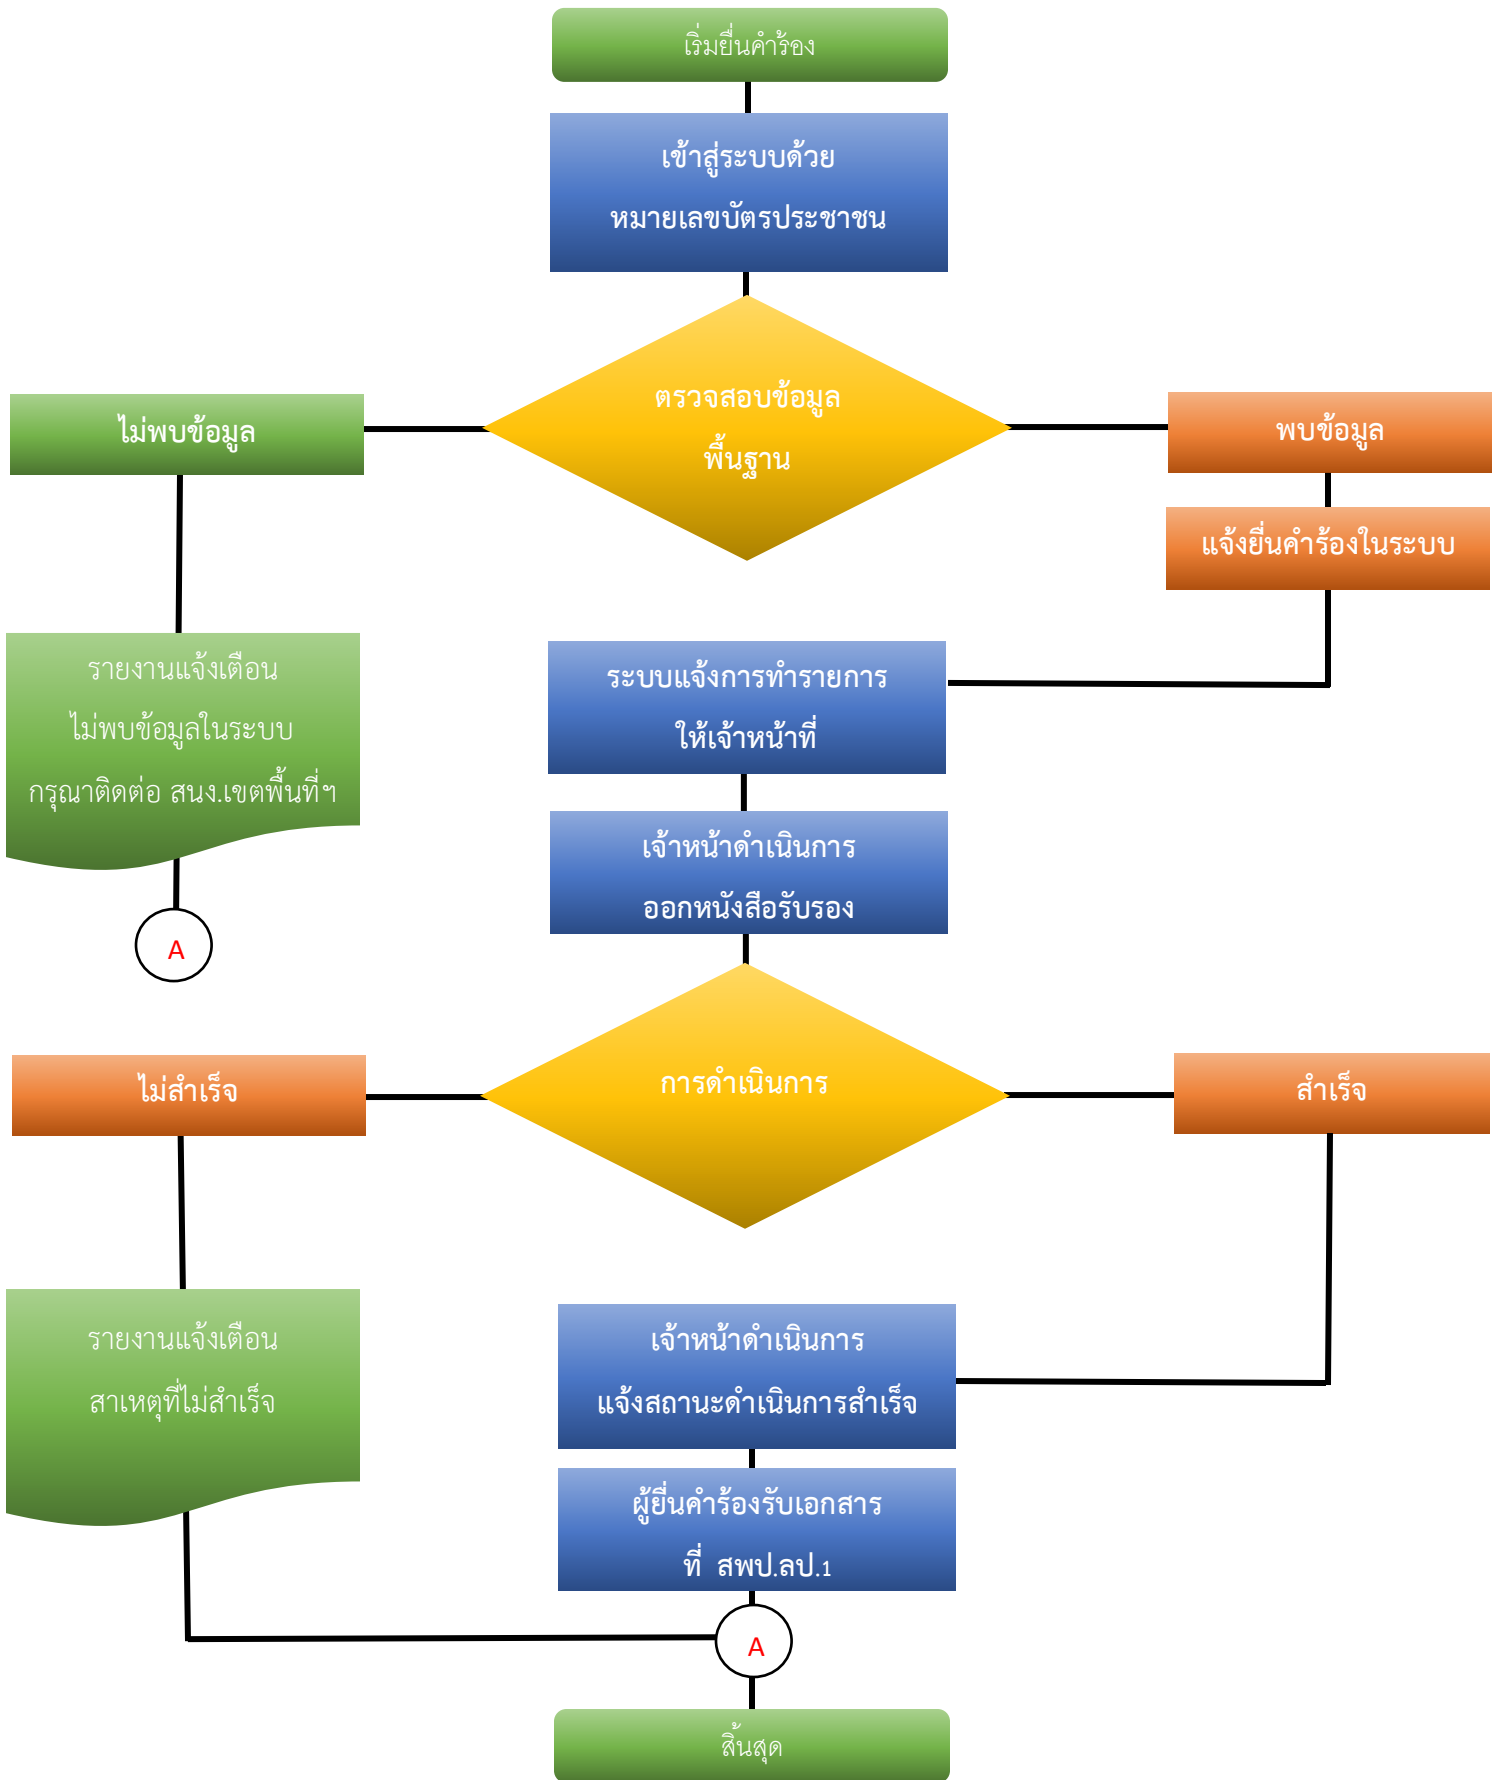 เริ่มยื่นคำร้อง
เข้าสู่ระบบด้วย
หมายเลขบัตรประชาชน
ตรวจสอบข้อมูล
พื้นฐาน
ไม่พบข้อมูล
พบข้อมูล
แจ้งยื่นคำร้องในระบบ
รายงานแจ้งเตือน
ไม่พบข้อมูลในระบบ
กรุณาติดต่อ สนง.เขตพื้นที่ฯ
A
ระบบแจ้งการทำรายการ
ให้เจ้าหน้าที่
เจ้าหน้าดำเนินการ
ออกหนังสือรับรอง
การดำเนินการ
ไม่สำเร็จ
สำเร็จ
รายงานแจ้งเตือน
สาเหตุที่ไม่สำเร็จ
เจ้าหน้าดำเนินการ
แจ้งสถานะดำเนินการสำเร็จ
ผู้ยื่นคำร้องรับเอกสาร
ที่ สพป.ลป.1
A
สิ้นสุด